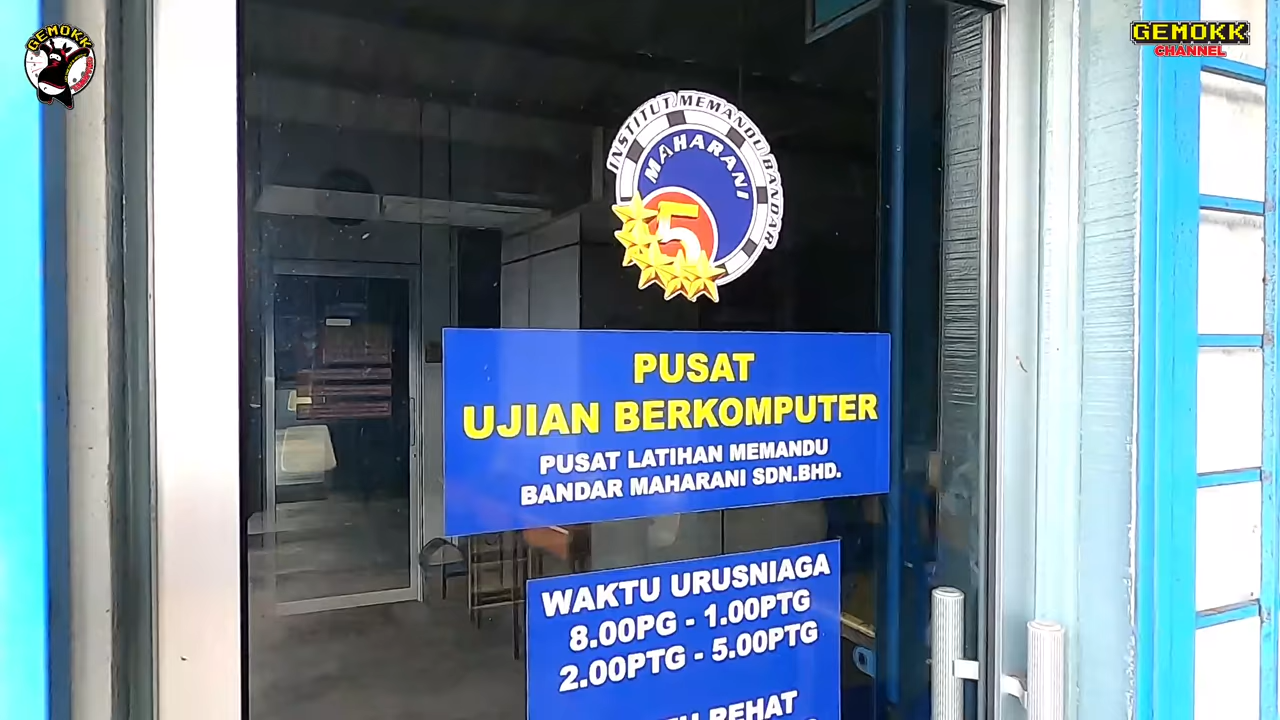 GEMOKK
GEMOKK
CHANNEL
INSTITUT MEMANDU BANDAR
MAHARANI
5
PUSAT
UJIAN BERKOMPUTER
PUSAT LATIHAN MEMANDU
BANDAR MAHARANI SDN.BHD.
WAKTU URUSNIAGA
8.00PG - 1.00PTG
2.00PTG - 5.00PTG
REHAT